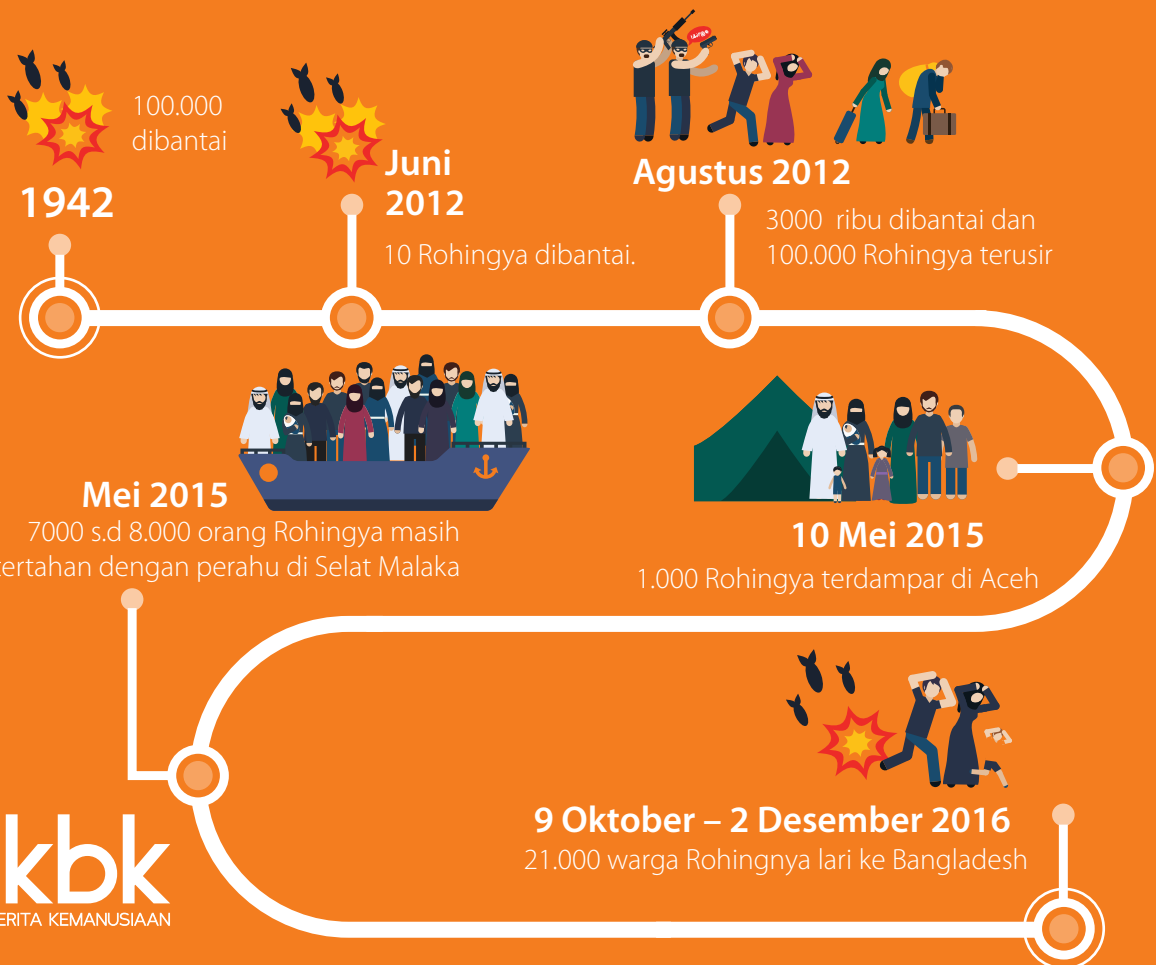 100.000
dibantai
1942
Juni
2012
10 Rohingya dibantai.
Agustus 2012
3000 ribu dibantai dan
100.000 Rohingya terusir
10 Mei 2015
1.000 Rohingya terdampar di Aceh
Mei 2015
7000 s.d 8.000 orang Rohingya masih
tertahan dengan perahu di Selat Malaka
9 Oktober – 2 Desember 2016
21.000 warga Rohingnya lari ke Bangladesh
kbk
ERITA KEMANUSIAAN